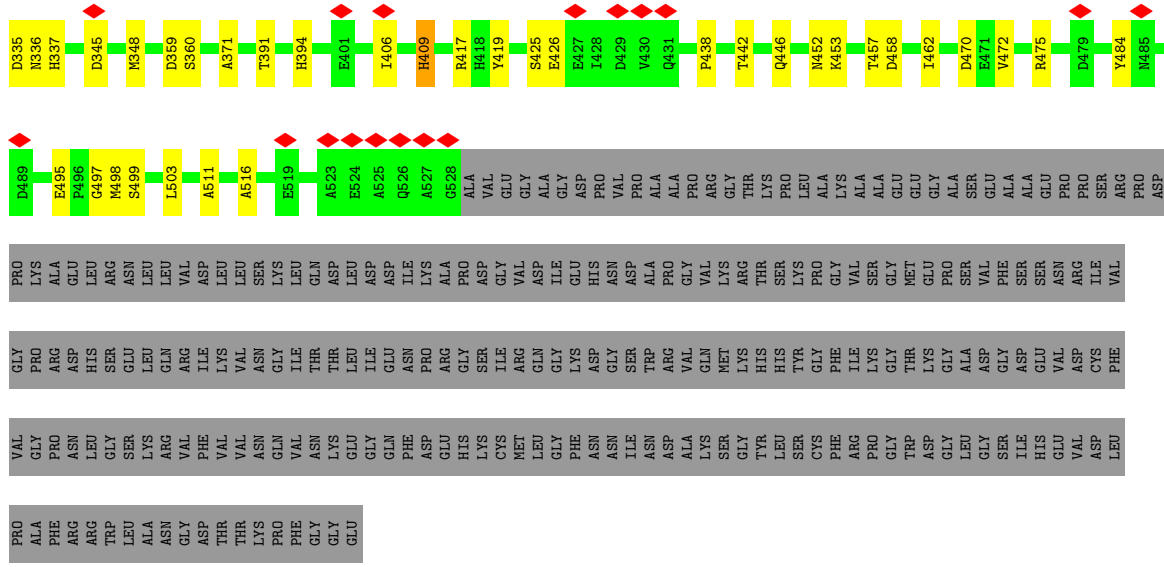 D335 N336 H337 D345 M348 D359 S360 A371 T391 H394 E401 I406 H409 R417 H418 Y419 S425 E426 E427 I428 D429 V430 Q431 P438 T442 Q446 N452 K453 T457 D458 I462 D470 E471 V472 R475 D479 Y484 N485
D489 E495 P496 G497 M498 S499 L503 A511 A516 E519 A523 E524 A525 Q526 A527 G528 ALA VAL GLU GLY ALA GLY ASP PRO VAL PRO ALA ALA PRO ARG GLY THR LYS PRO LEU ALA LYS ALA ALA GLU GLU GLY ALA SER GLU ALA ALA GLU PRO PRO SER ARG PRO ASP
PRO LYS ALA GLU LEU ARG ASN LEU LEU VAL ASP LEU LEU SER LYS LEU GLN ASP LEU ASP ASP ILE LYS ALA PRO ASP GLY VAL ASP ILE GLU HIS ASN ASP ALA PRO GLY VAL LYS ARG THR SER LYS PRO GLY VAL SER GLY MET GLU PRO SER VAL PHE SER SER ASN ARG ILE VAL
GLY PRO ARG ASP HIS SER GLU LEU GLN ARG ILE LYS VAL ASN GLY ILE THR THR LEU ILE GLU ASN PRO ARG GLY SER ILE ARG GLN GLY LYS ASP GLY SER TRP ARG VAL GLN MET LYS HIS HIS TYR GLY PHE ILE LYS GLY THR LYS GLY ALA ASP GLY ASP GLU VAL ASP CYS PHE
VAL GLY PRO ASN LEU GLY SER LYS ARG VAL PHE VAL VAL ASN GLN VAL ASN LYS GLU GLY GLN PHE ASP GLU HIS LYS CYS MET LEU GLY PHE ASN ASN ILE ASN ASP ALA LYS SER GLY TYR LEU SER CYS PHE ARG PRO GLY TRP ASP GLY LEU GLY SER ILE HIS GLU VAL ASP LEU
PRO ALA PHE ARG ARG TRP LEU ALA ASN GLY ASP THR THR LYS PRO PHE GLY GLY GLU